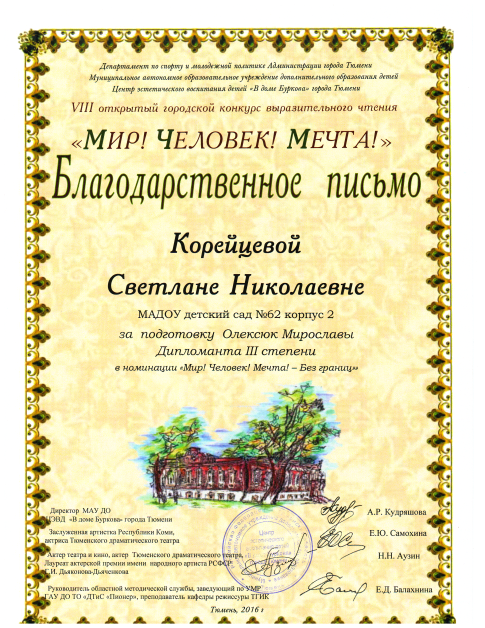 Департамент по спорту и молодежной политике Администрации города Тюмени
Муниципальное автономное образовательное учреждение дополнительного образования детей
Центр эстетического воспитания детей «В доме Буркова» города Тюмени
VIII открытый городской конкурс выразительного чтения
«МИР! ЧЕЛОВЕК! МЕЧТА!»
Благодарственное письмо
Корейцевой
Светлане Николаевне
МАДОУ детский сад №62 корпус 2
за подготовку Олексюк Мирославы
Дипломанта III степени
в номинации «Мир! Человек! Мечта! – Без границ»»
Директор МАУ ДО
ЦЭВД «В доме Буркова» города Тюмени
А.Р. Кудряшова
Заслуженная артистка Республики Коми,
актриса Тюменского драматического театра
Е.Ю. Самохина
Актер театра и кино, актер Тюменского драматического театра,
Лауреат актерской премии имени народного артиста РСФСР
Г.И. Дьяконова-Дьяченкова
Н.Н. Аузин
Руководитель областной методической службы, заведующий по УМР
ГАУ ДО ТО «ДТиС «Пионер», преподаватель кафедры режиссуры ТГИК
Е.Д. Балахнина
Тюмень, 2016 г